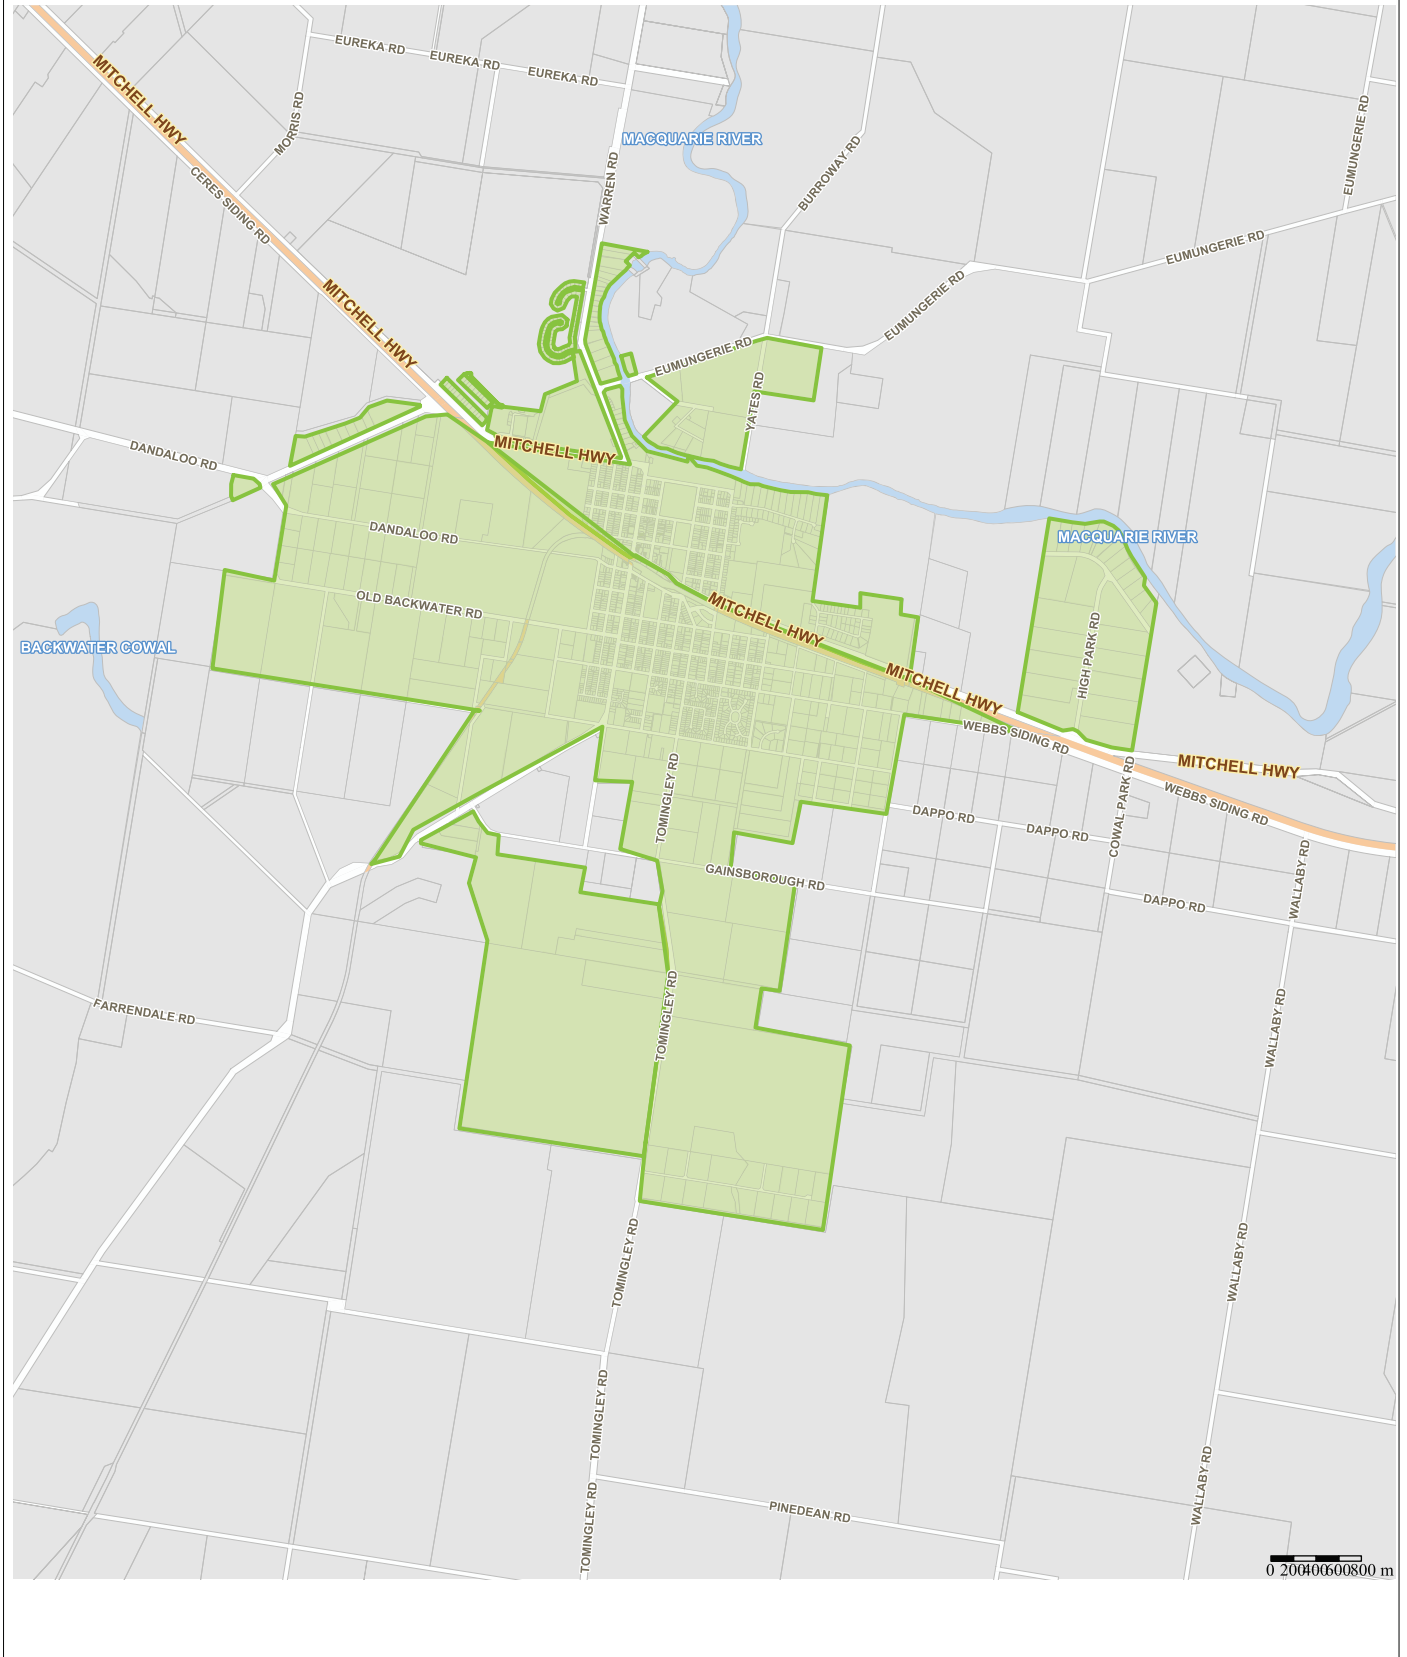 EUREKA RD
EUREKA RD
EUREKA RD
MITCHELL HWY
MORRIS RD
MACQUARIE RIVER
BURROWAY RD
EUMUNGERIE RD
WARREN RD
CERES SIDING RD
EUMUNGERIE RD
EUMUNGERIE RD
MITCHELL HWY
EUMUNGERIE RD
YATES RD
DANDALOO RD
MITCHELL HWY
DANDALOO RD
MACQUARIE RIVER
OLD BACKWATER RD
MITCHELL HWY
BACKWATER COWAL
HIGH PARK RD
MITCHELL HWY
WEBBS SIDING RD
MITCHELL HWY
TOMINGLEY RD
COWAL PARK RD
WEBBS SIDING RD
DAPPO RD
DAPPO RD
GAINSBOROUGH RD
WALLABY RD
DAPPO RD
FARRENDALE RD
TOMINGLEY RD
WALLABY RD
TOMINGLEY RD
WALLABY RD
TOMINGLEY RD
WALLABY RD
TOMINGLEY RD
PINEDEAN RD
0 200400600800 m